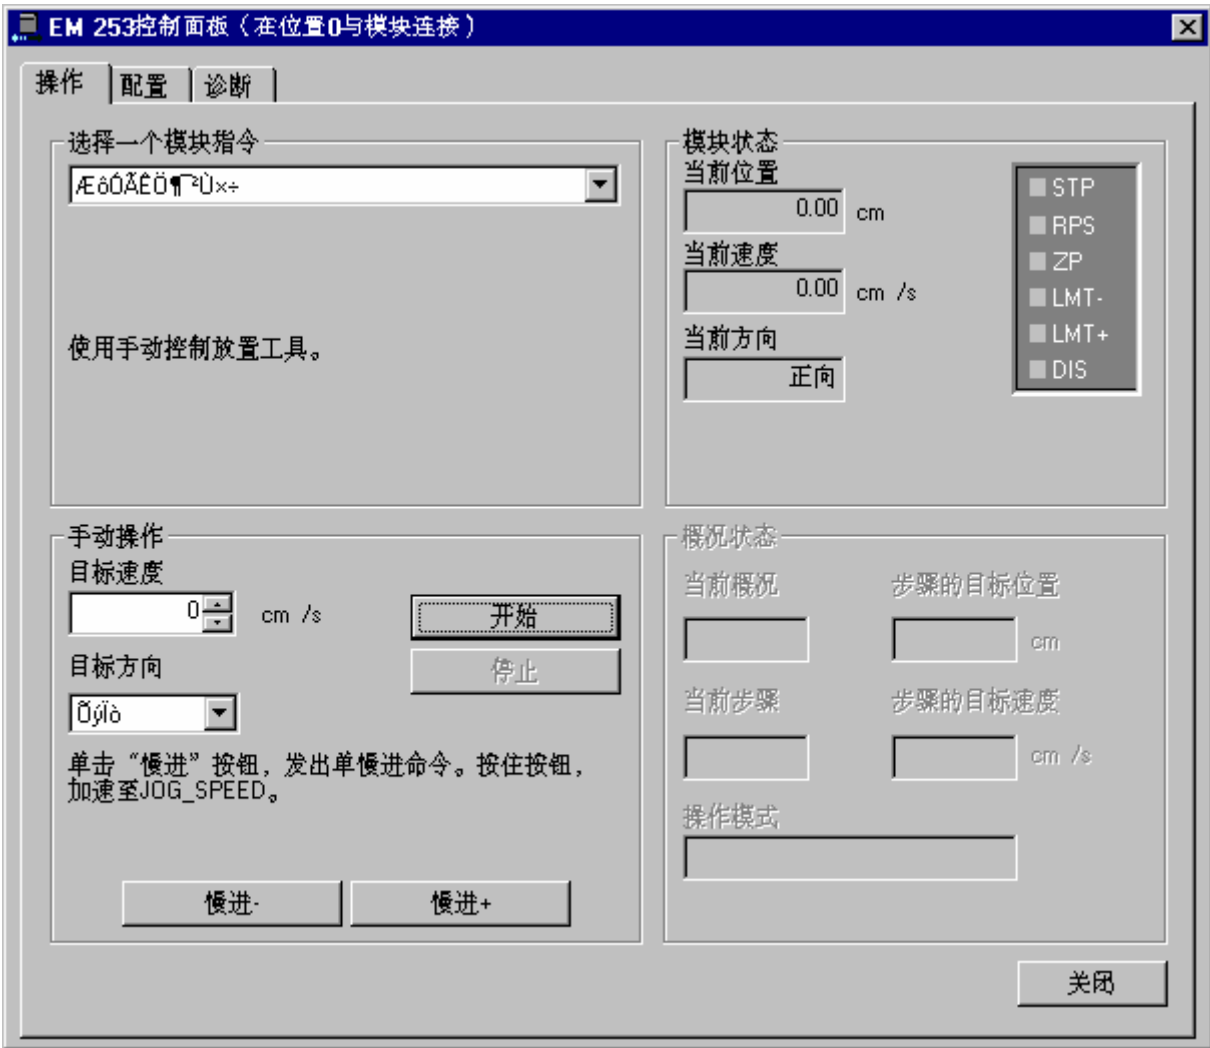 EM 253控制面板（在位置0与模块连接）
操作
配置
诊断
选择一个模块指令
ÆôÓÃÊÖ¶¯²Ù×÷
使用手动控制放置工具。
模块状态
当前位置
0.00 cm
当前速度
0.00 cm /s
当前方向
正向
STP
RPS
ZP
LMT-
LMT+
DIS
手动操作
目标速度
0 cm /s
开始
停止
目标方向
ÕýÏò
单击“慢进”按钮，发出单慢进命令。按住按钮，
加速至JOG_SPEED。
慢进-
慢进+
概况状态
当前概况
步骤的目标位置
cm
当前步骤
步骤的目标速度
cm /s
操作模式
关闭